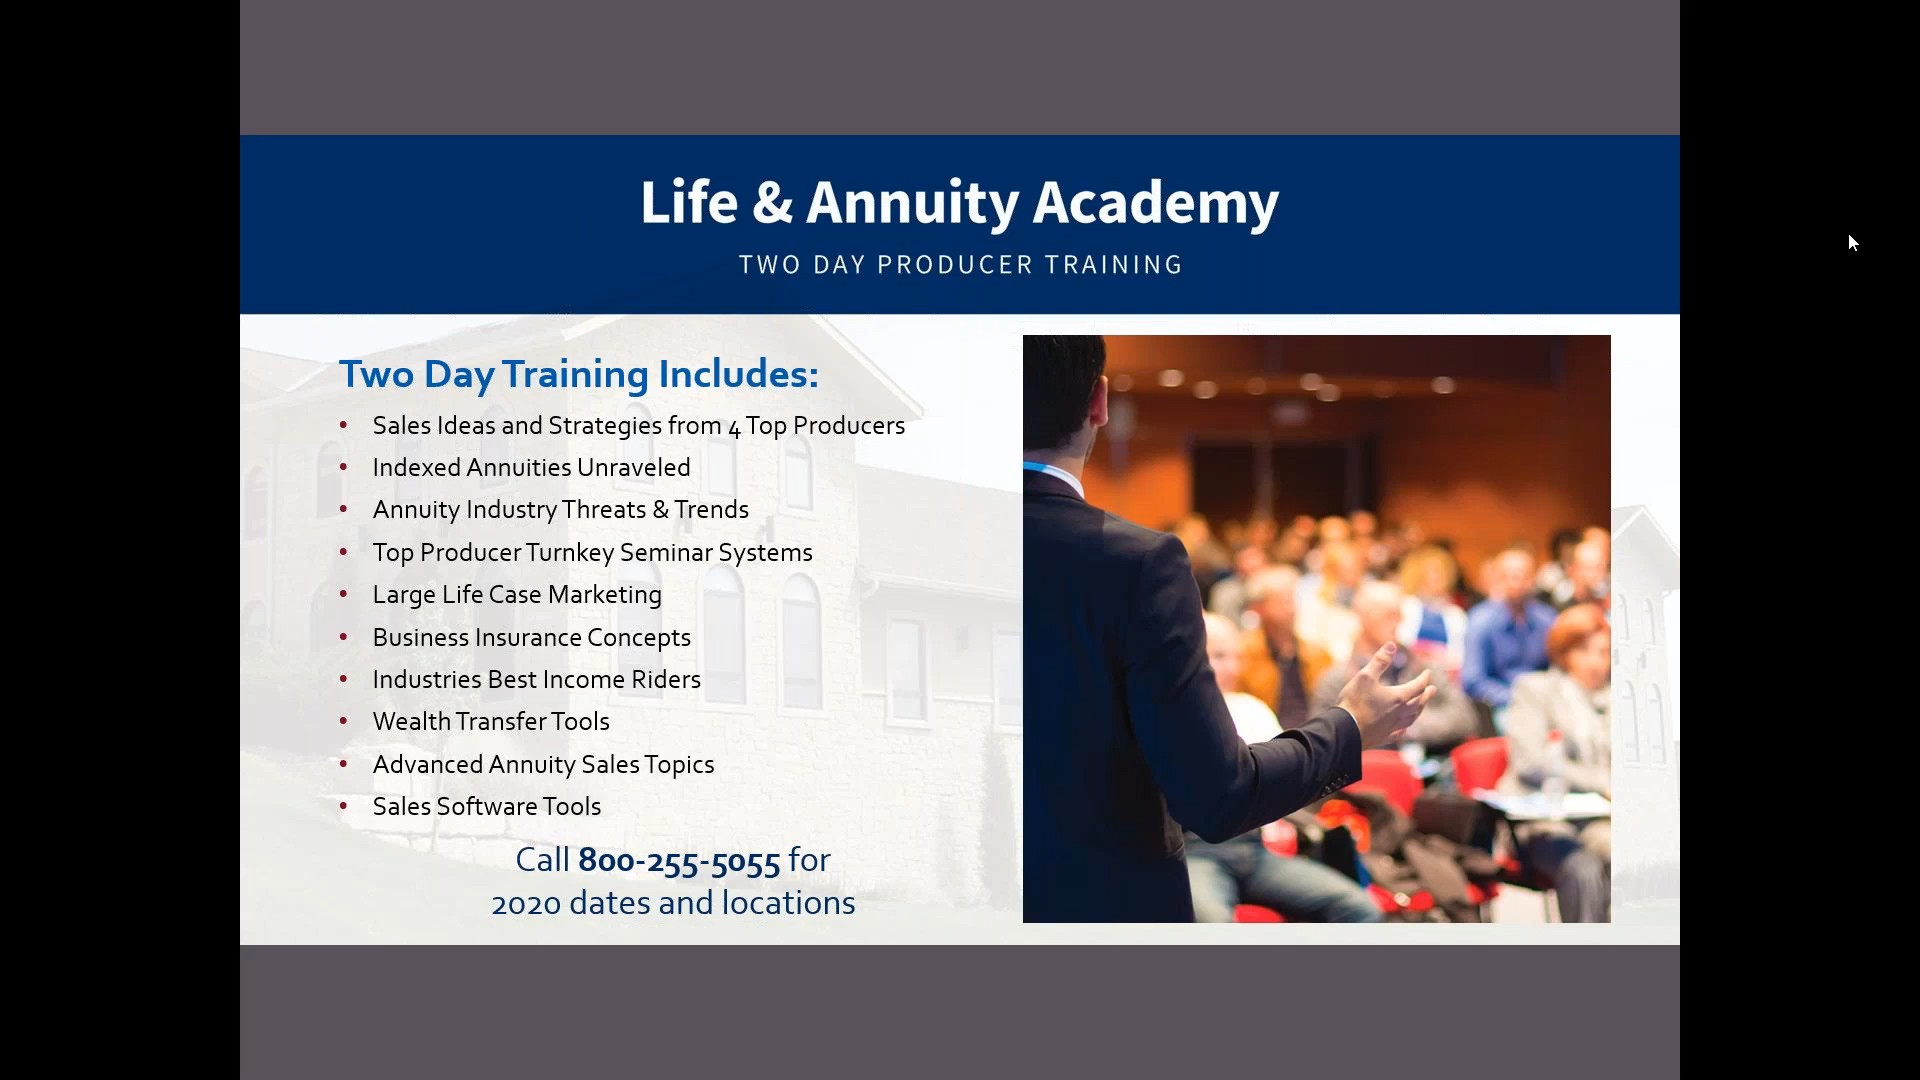 Life & Annuity Academy
TWO DAY PRODUCER TRAINING
Two Day Training Includes:
• Sales Ideas and Strategies from 4 Top Producers
• Indexed Annuities Unraveled
• Annuity Industry Threats & Trends
• Top Producer Turnkey Seminar Systems
• Large Life Case Marketing
• Business Insurance Concepts
• Industries Best Income Riders
• Wealth Transfer Tools
• Advanced Annuity Sales Topics
• Sales Software Tools
Call 800-255-5055 for
2020 dates and locations